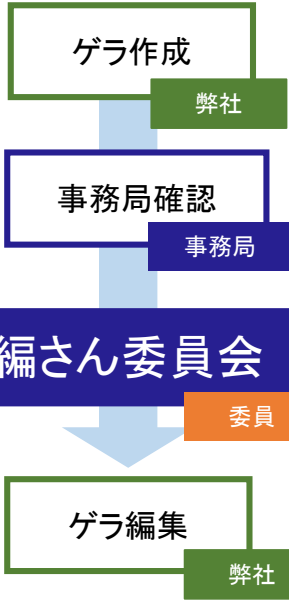 ゲラ作成
弊社
事務局確認
事務局
編さん委員会
委員
ゲラ編集
弊社